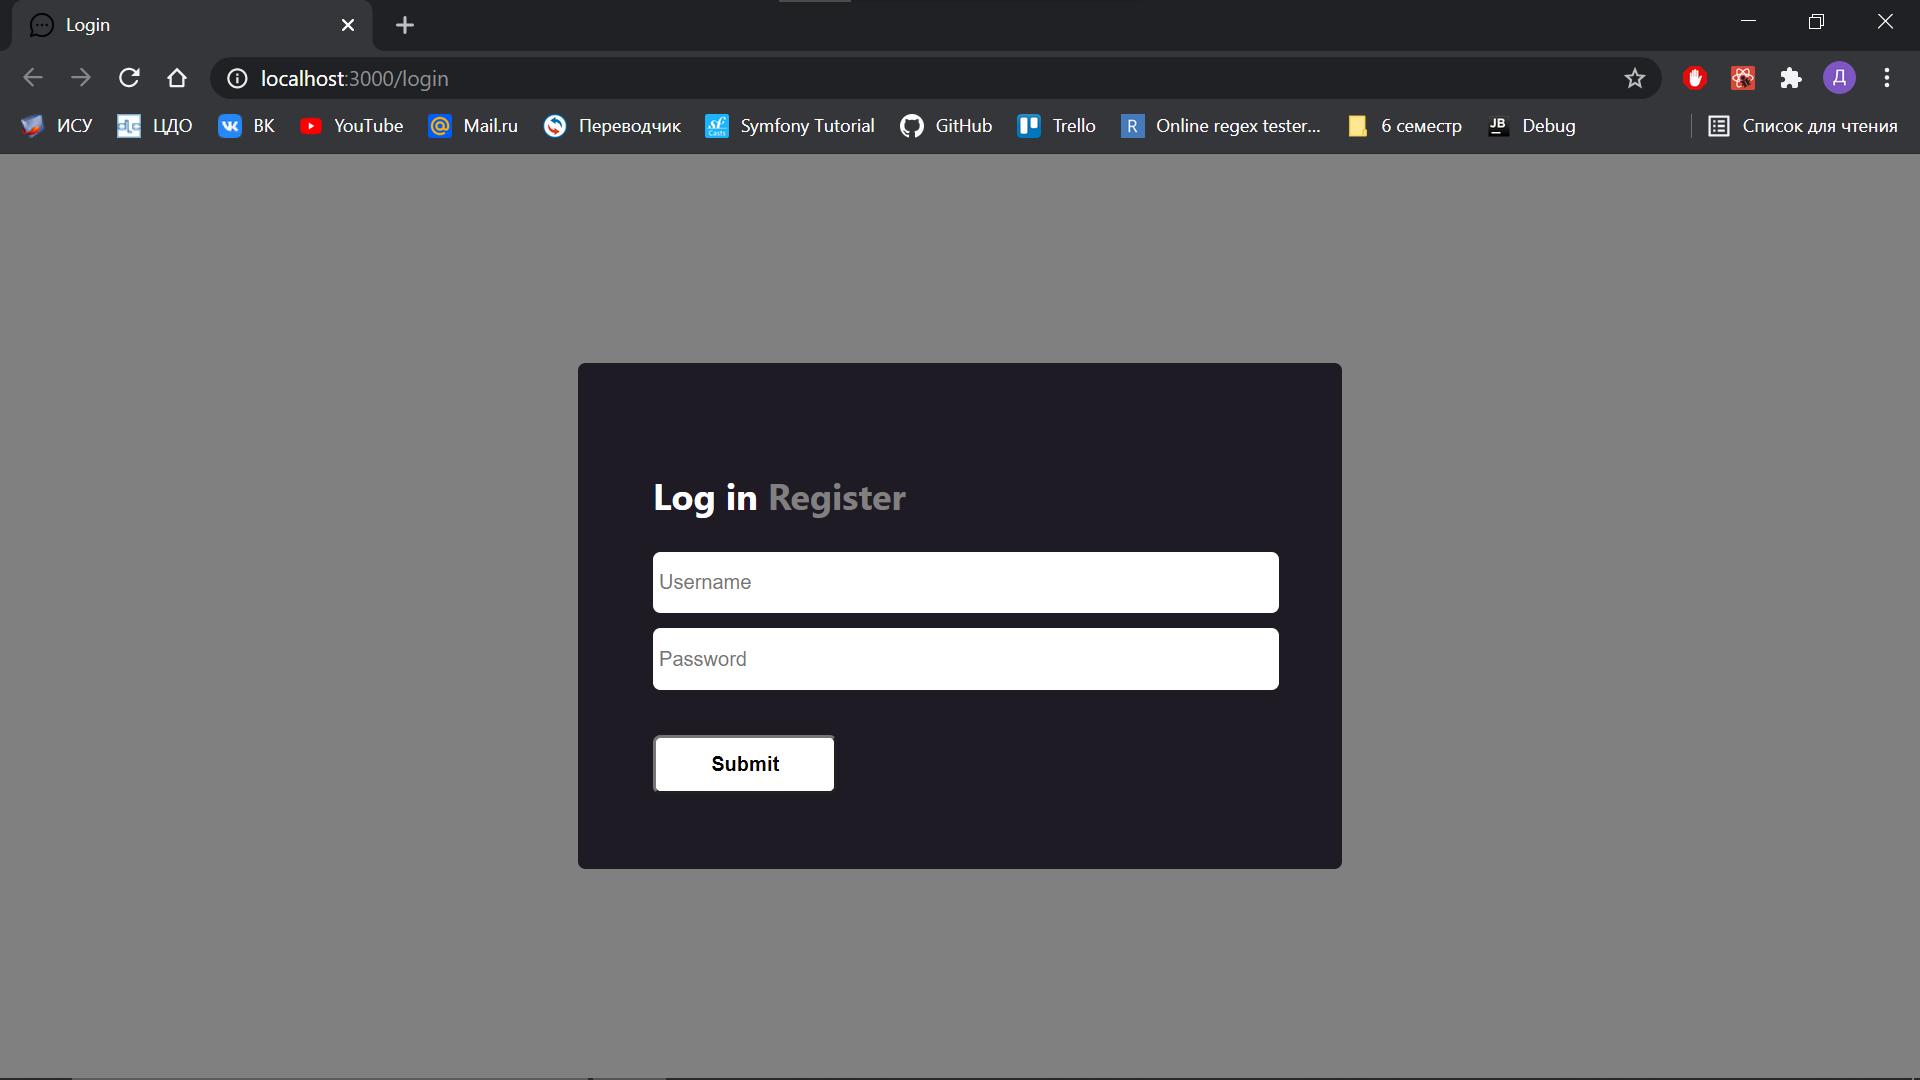 Login
localhost:3000/login
Д
ИСУ ЦДО ВК YouTube Mail.ru Переводчик Symfony Tutorial GitHub Trello R Online regex tester... 6 семестр JB Debug Список для чтения
Log in Register
Username
Password
Submit